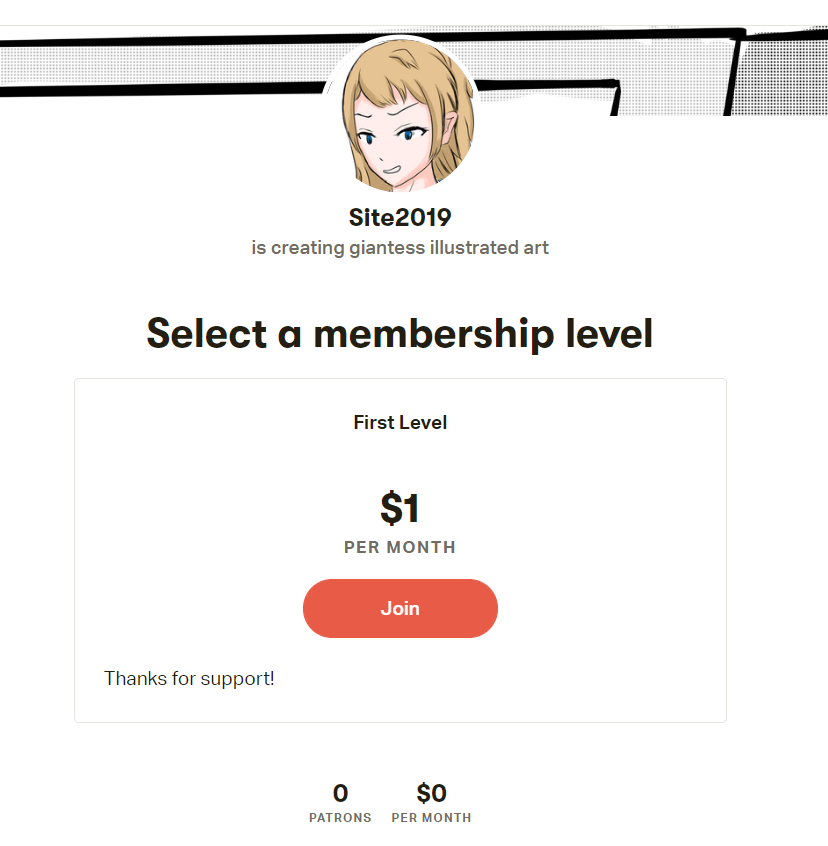 Site2019
is creating giantess illustrated art
Select a membership level
First Level
$1
PER MONTH
Join
Thanks for support!
0 $0
PATRONS PER MONTH